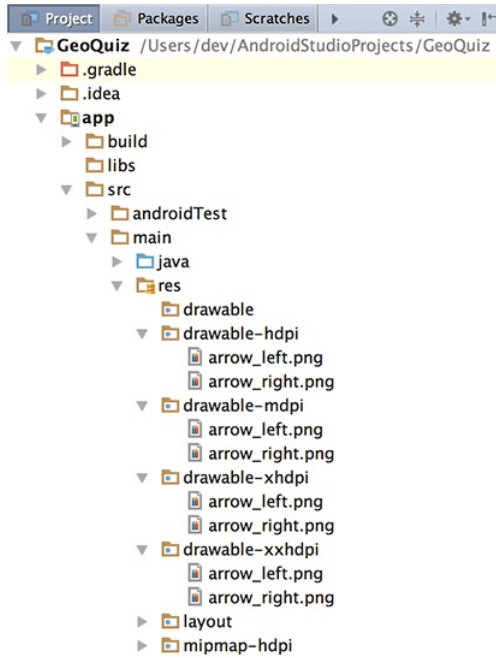 Project Packages Scratches
GeoQuiz /Users/dev/AndroidStudioProjects/GeoQuiz
.gradle
.idea
app
build
libs
src
androidTest
main
java
res
drawable
drawable-hdpi
arrow_left.png
arrow_right.png
drawable-mdpi
arrow_left.png
arrow_right.png
drawable-xhdpi
arrow_left.png
arrow_right.png
drawable-xxhdpi
arrow_left.png
arrow_right.png
layout
mipmap-hdpi